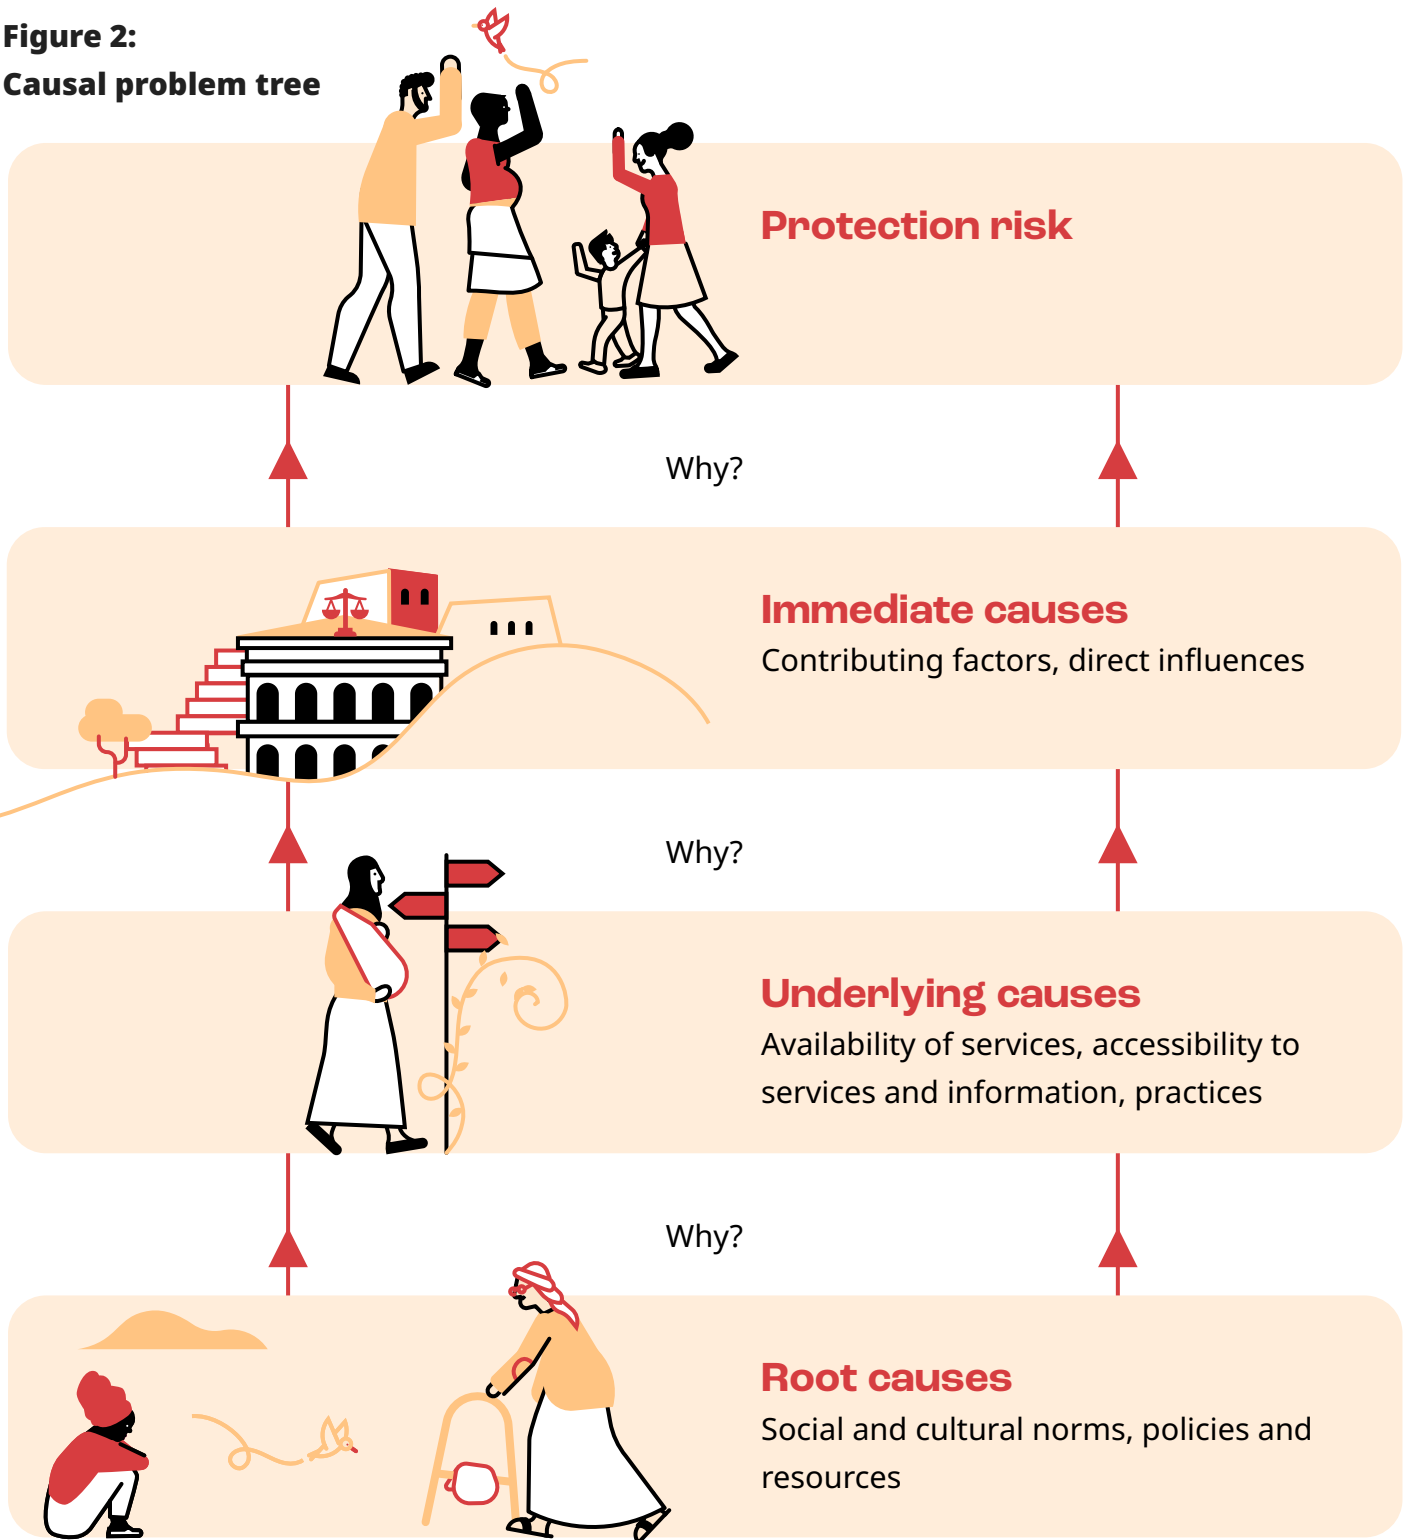 Figure 2:
Causal problem tree
Protection risk
Why?
Immediate causes
Contributing factors, direct influences
Why?
Underlying causes
Availability of services, accessibility to
services and information, practices
Why?
Root causes
Social and cultural norms, policies and
resources